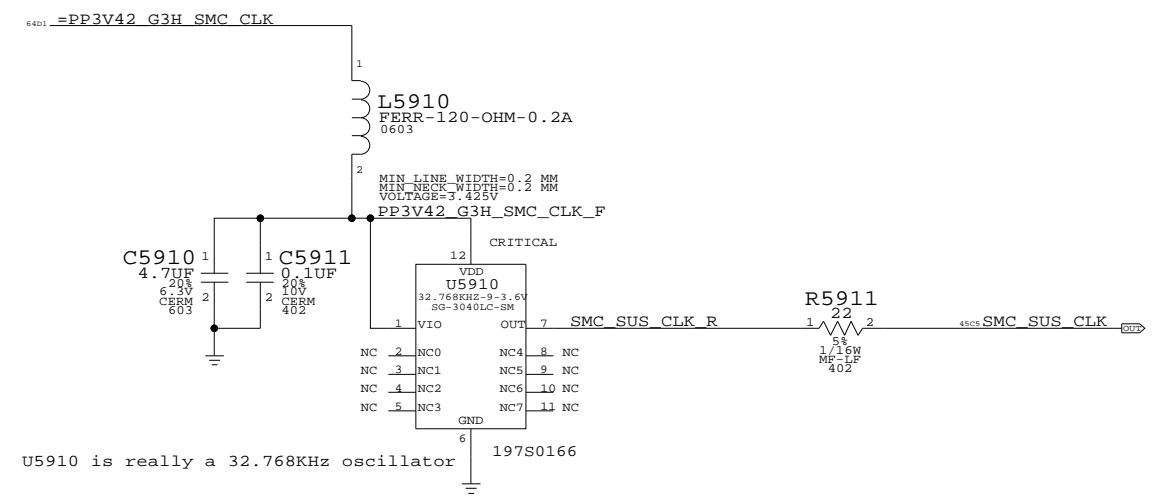 64D1 =PP3V42_G3H_SMC_CLK
1
L5910
FERR-120-OHM-0.2A
0603
2
MIN_LINE_WIDTH=0.2 MM
MIN_NECK_WIDTH=0.2 MM
VOLTAGE=3.425V
PP3V42_G3H_SMC_CLK_F
C5910 1
4.7UF
20%
6.3V
CERM 2
603
1 C5911
0.1UF
20%
10V
2 CERM
402
CRITICAL
12
VDD
U5910
32.768KHZ-9-3.6V
SG-3040LC-SM
1 VIO OUT 7 SMC_SUS_CLK_R
NC 2 NC0 NC4 8 NC
NC 3 NC1 NC5 9 NC
NC 4 NC2 NC6 10 NC
NC 5 NC3 NC7 11 NC
GND
6
197S0166
R5911
22
1 2
5%
1/16W
MF-LF
402
45C5 SMC_SUS_CLK OUT
U5910 is really a 32.768KHz oscillator